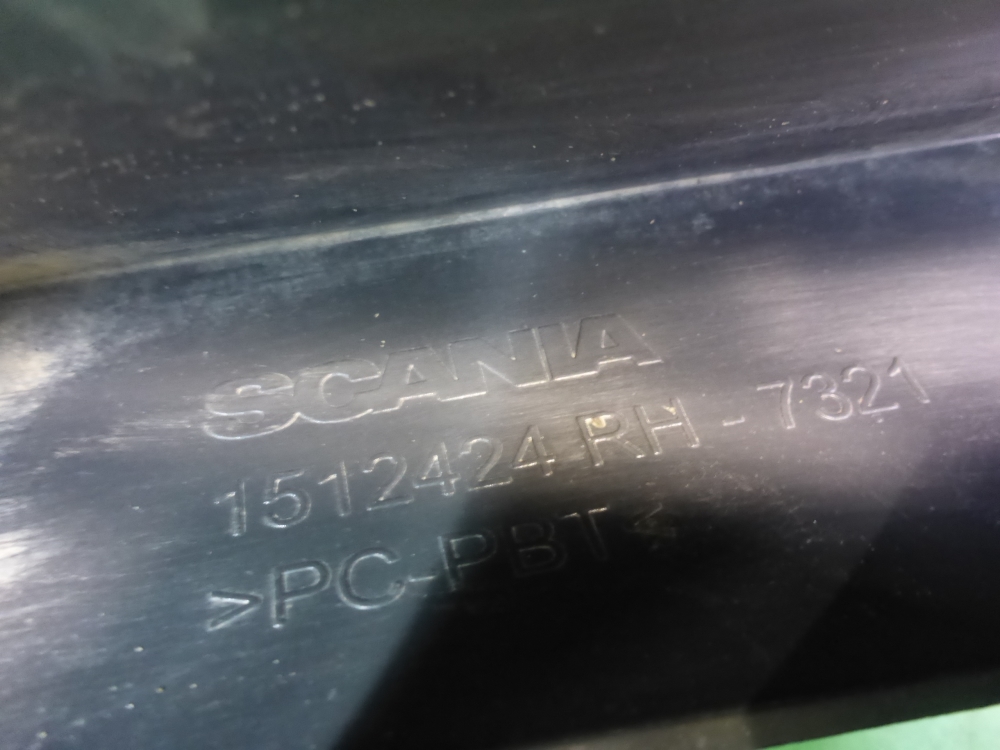 SCANIA
1512424 RH - 7321
>PC-PBT<